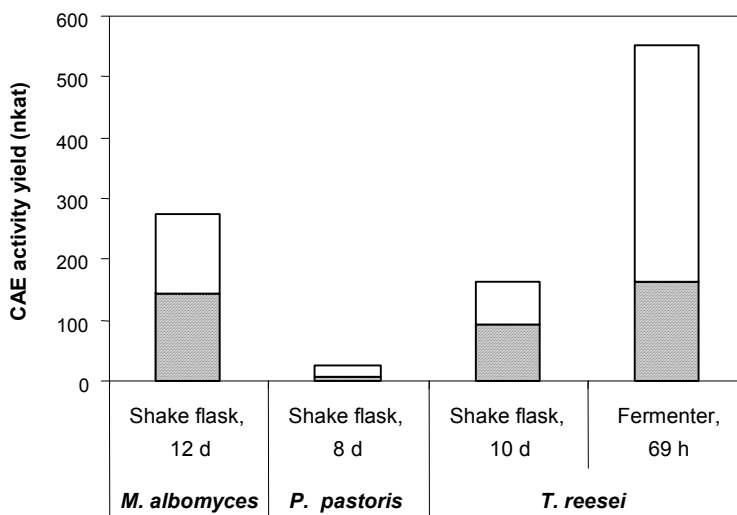 600
500
400
300
200
100
0
CAE activity yield (nkat)
Shake flask, Shake flask, Shake flask, Fermenter,
12 d 8 d 10 d 69 h
M. albomyces P. pastoris T. reesei